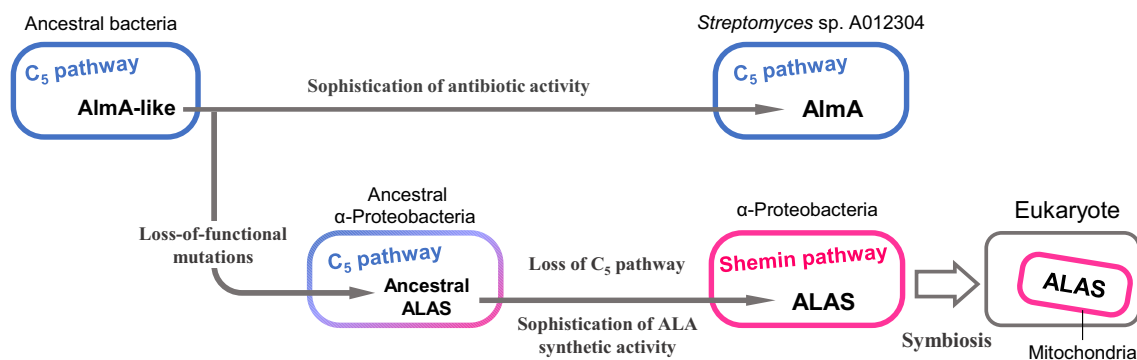 Ancestral bacteria
C5 pathway
AlmA-like
Sophistication of antibiotic activity
Streptomyces sp. A012304
C5 pathway
AlmA
Loss-of-functional
mutations
Ancestral
α-Proteobacteria
C5 pathway
Ancestral
ALAS
Loss of C5 pathway
Sophistication of ALA
synthetic activity
α-Proteobacteria
Shemin pathway
ALAS
Symbiosis
Eukaryote
ALAS
Mitochondria